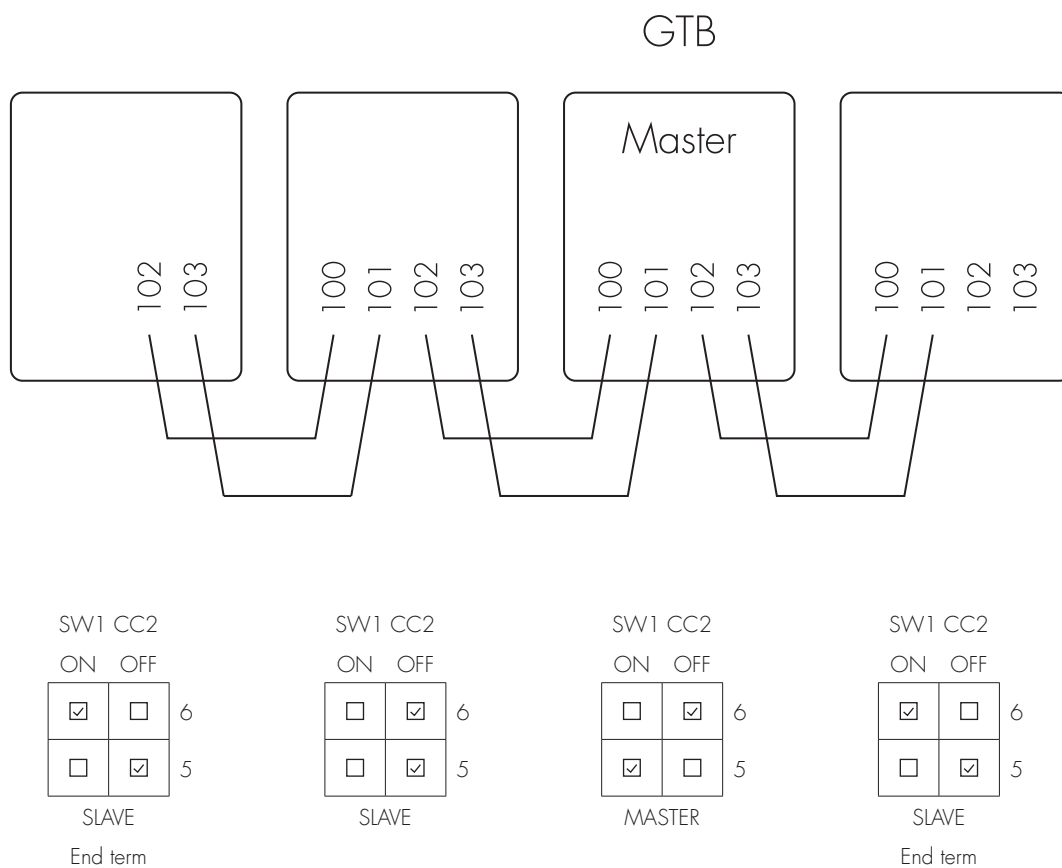 GTB
Master
102 103 100 101 102 103 100 101 102 103 100 101 102 103
SW1 CC2 SW1 CC2 SW1 CC2 SW1 CC2
ON OFF ON OFF ON OFF ON OFF
6 6 6 6
5 5 5 5
SLAVE SLAVE MASTER SLAVE
End term End term